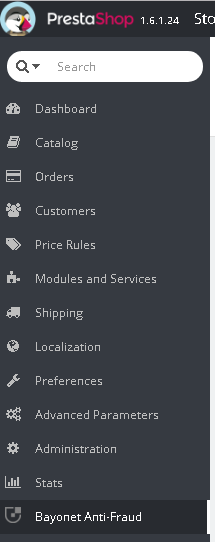 PrestaShop 1.6.1.24 Sto
Search
Dashboard
Catalog
Orders
Customers
Price Rules
Modules and Services
Shipping
Localization
Preferences
Advanced Parameters
Administration
Stats
Bayonet Anti-Fraud